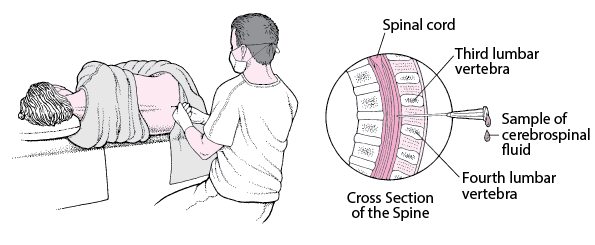 Spinal cord
Third lumbar
vertebra
Sample of
cerebrospinal
fluid
Fourth lumbar
vertebra
Cross Section
of the Spine